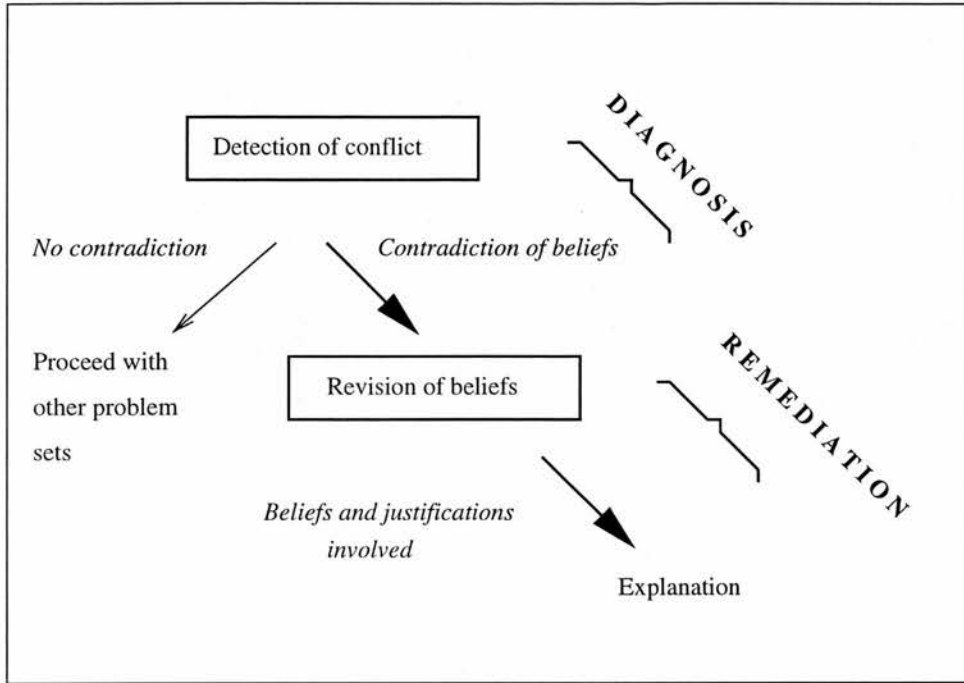 DIAGNOSIS
Detection of conflict
No contradiction
Contradiction of beliefs
Proceed with
other problem
sets
Revision of beliefs
REMEDIATION
Beliefs and justifications
involved
Explanation